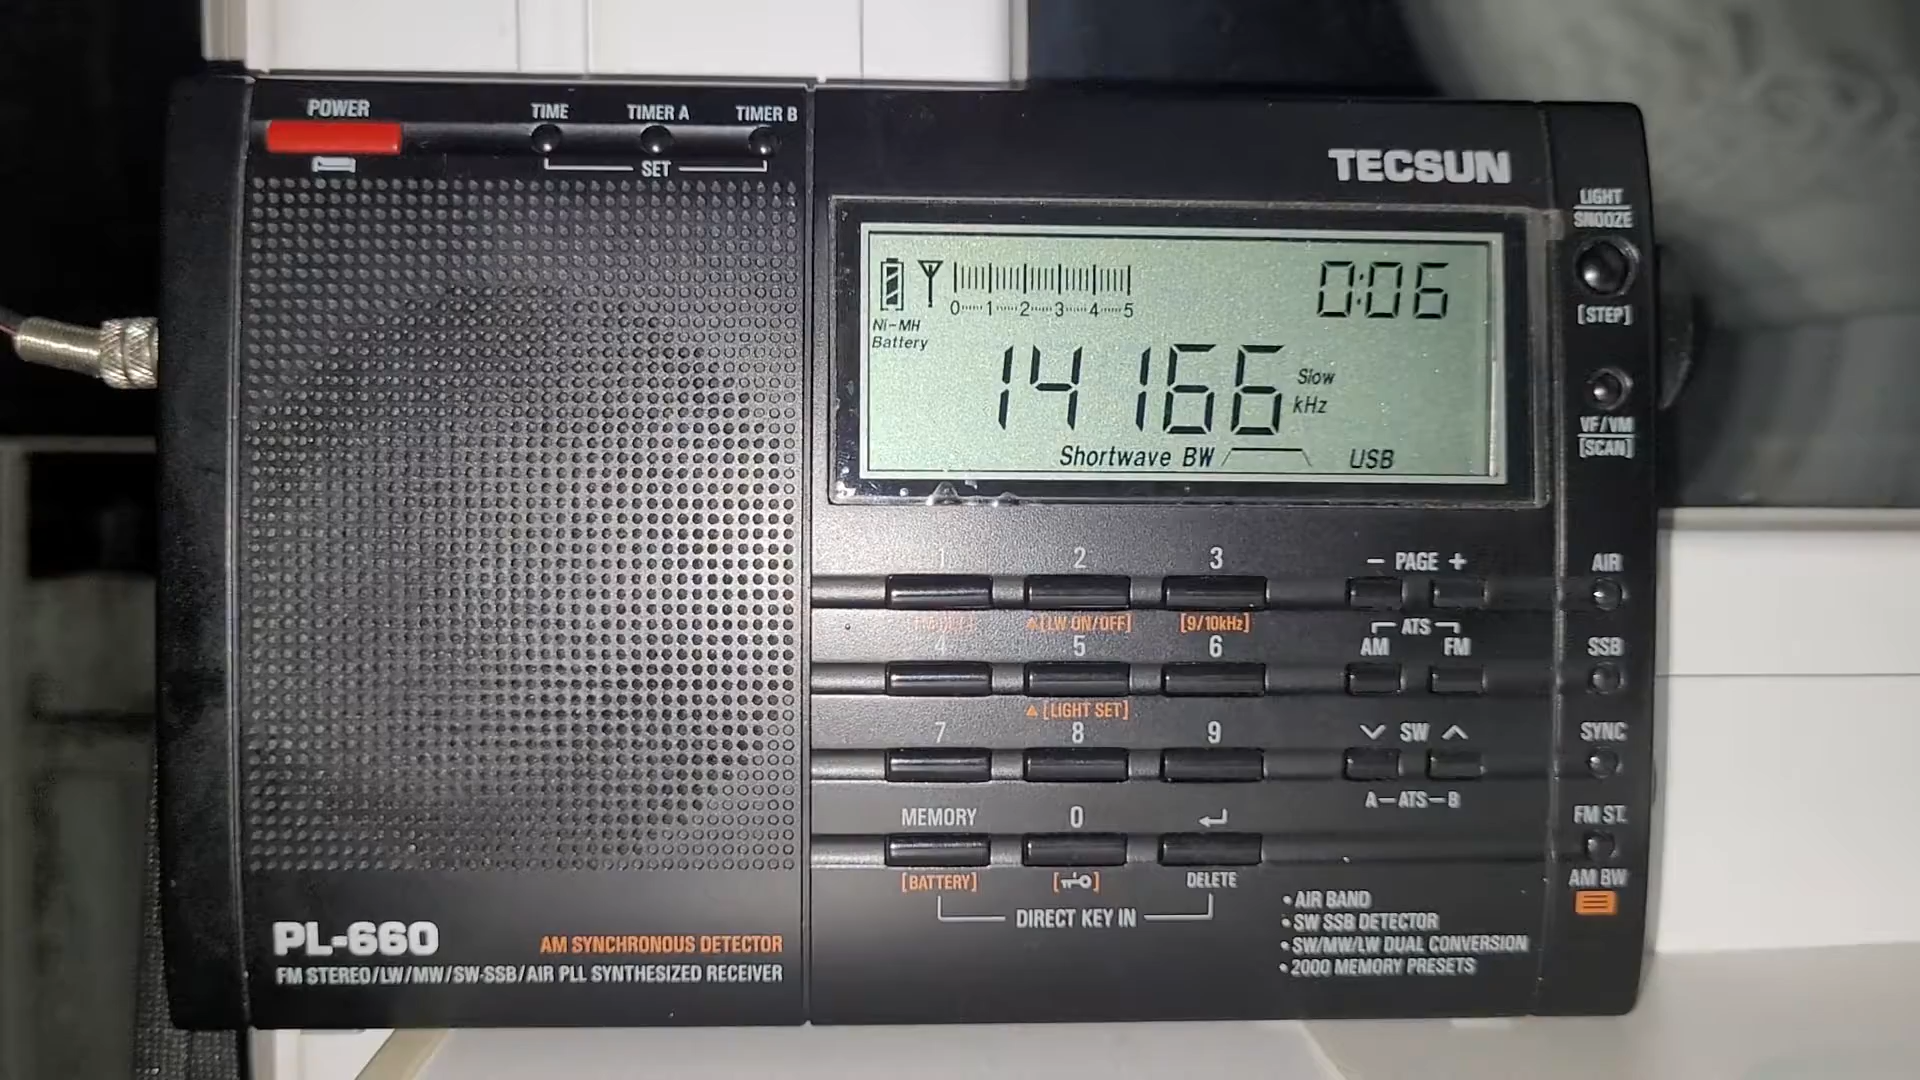 POWER
TIME TIMER A TIMER B
SET
TECSUN
LIGHT
SNOOZE
[STEP]
0:06
0 1 2 3 4 5
Ni-MH
Battery
14166
Slow
kHz
Shortwave BW USB
VF/VM
[SCAN]
1 2 3 - PAGE +
AIR
[LW ON/OFF] [9/10kHz]
ATS
4 5 6 AM FM
SSB
[LIGHT SET]
7 8 9 SW
SYNC
A-ATS-B
MEMORY 0
FM ST.
[BATTERY] DELETE
AM BW
DIRECT KEY IN
• AIR BAND
• SW SSB DETECTOR
• SW/MW/LW DUAL CONVERSION
• 2000 MEMORY PRESETS
PL-660
AM SYNCHRONOUS DETECTOR
FM STEREO/LW/MW/SW-SSB/AIR PLL SYNTHESIZED RECEIVER